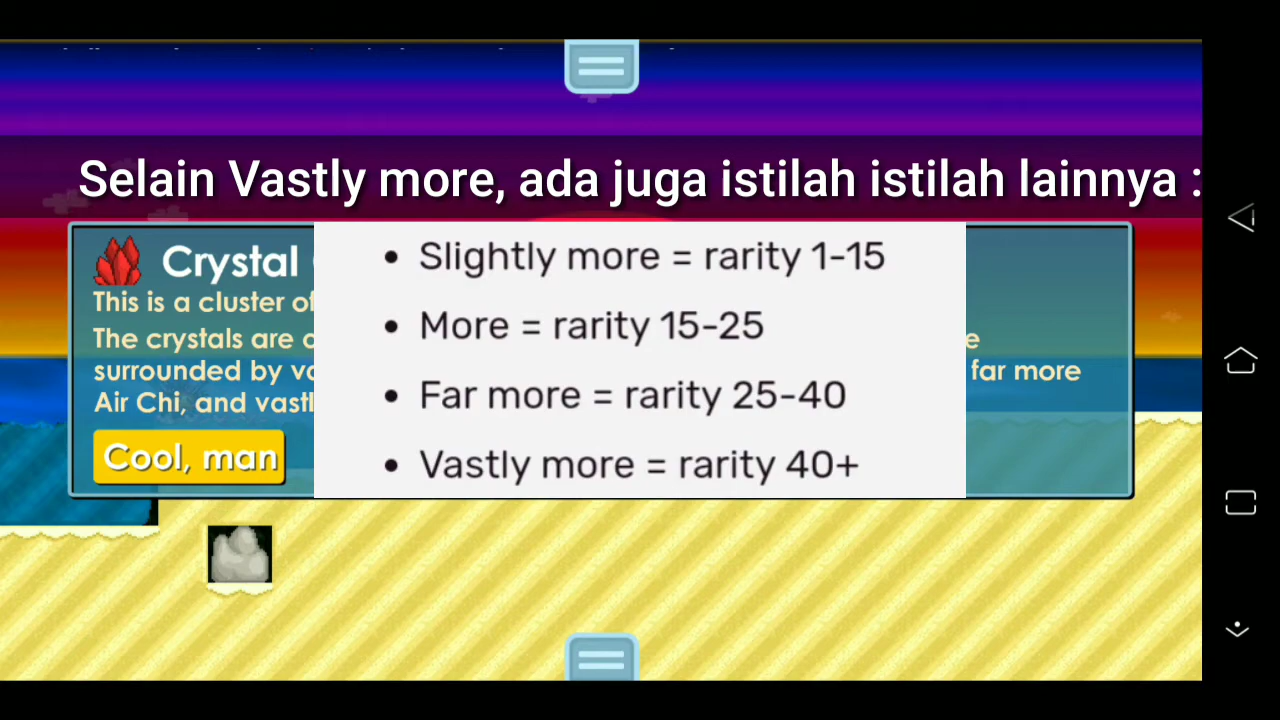 Selain Vastly more, ada juga istilah istilah lainnya :
Crystal
This is a cluster of
The crystals are
surrounded by
far more
Air Chi, and
Cool, man
• Slightly more = rarity 1-15
• More = rarity 15-25
• Far more = rarity 25-40
• Vastly more = rarity 40+